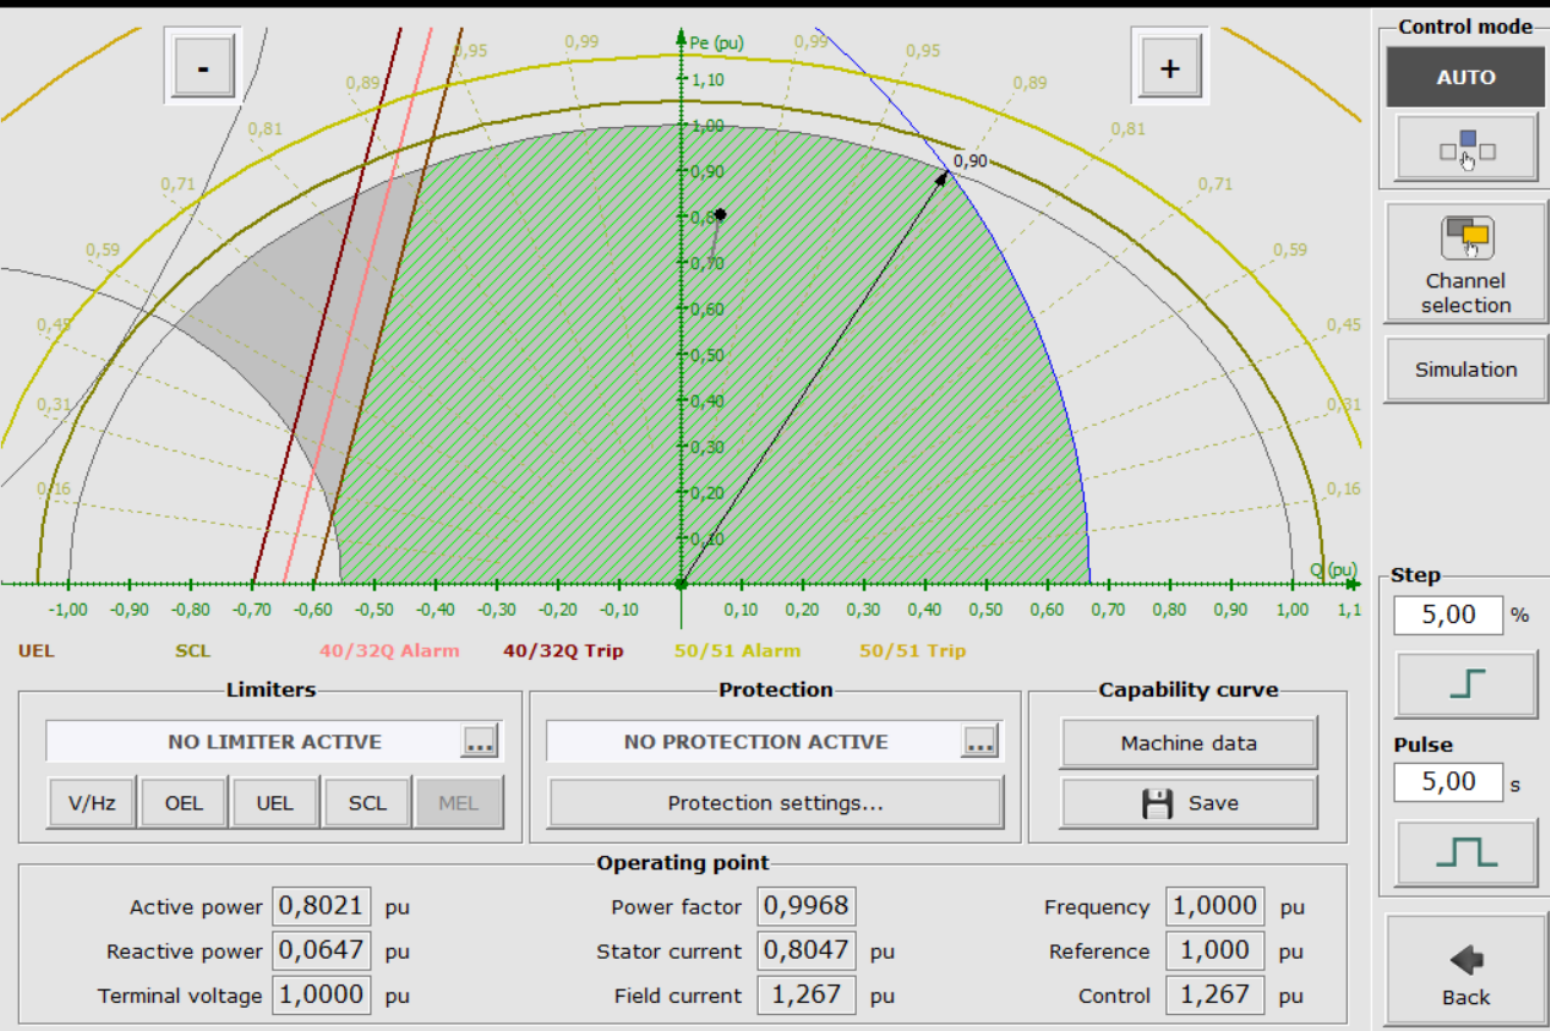 Control mode
AUTO
Channel
selection
Simulation
Step
5,00 %
Pulse
5,00 s
Back
-
+
Pe (pu)
0,95
0,99
0,99
0,95
0,89
0,89
0,81
0,81
0,71
0,71
0,59
0,59
0,45
0,45
0,31
0,31
0,16
0,16
0,90
1,10
1,00
0,90
0,80
0,70
0,60
0,50
0,40
0,30
0,20
0,10
Q (pu)
-1,00 -0,90 -0,80 -0,70 -0,60 -0,50 -0,40 -0,30 -0,20 -0,10 0,10 0,20 0,30 0,40 0,50 0,60 0,70 0,80 0,90 1,00 1,1
UEL SCL 40/32Q Alarm 40/32Q Trip 50/51 Alarm 50/51 Trip
Limiters
NO LIMITER ACTIVE ...
V/Hz OEL UEL SCL MEL
Protection
NO PROTECTION ACTIVE ...
Protection settings...
Capability curve
Machine data
Save
Operating point
Active power 0,8021 pu
Reactive power 0,0647 pu
Terminal voltage 1,0000 pu
Power factor 0,9968
Stator current 0,8047 pu
Field current 1,267 pu
Frequency 1,0000 pu
Reference 1,000 pu
Control 1,267 pu